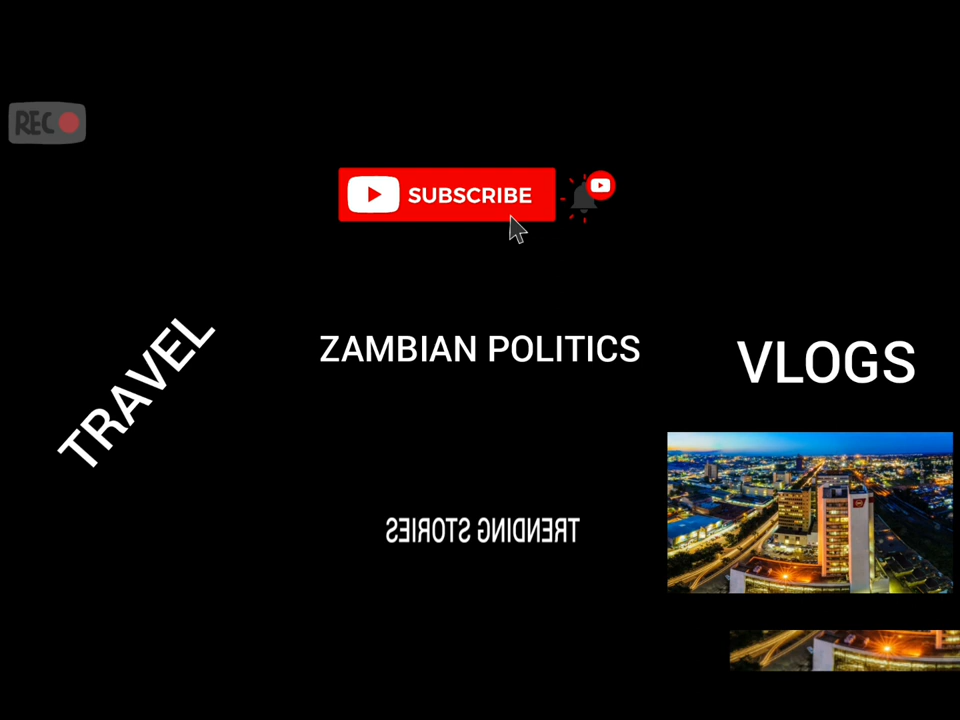 REC
SUBSCRIBE
ZAMBIAN POLITICS
TRAVEL
VLOGS
TRENDING STORIES